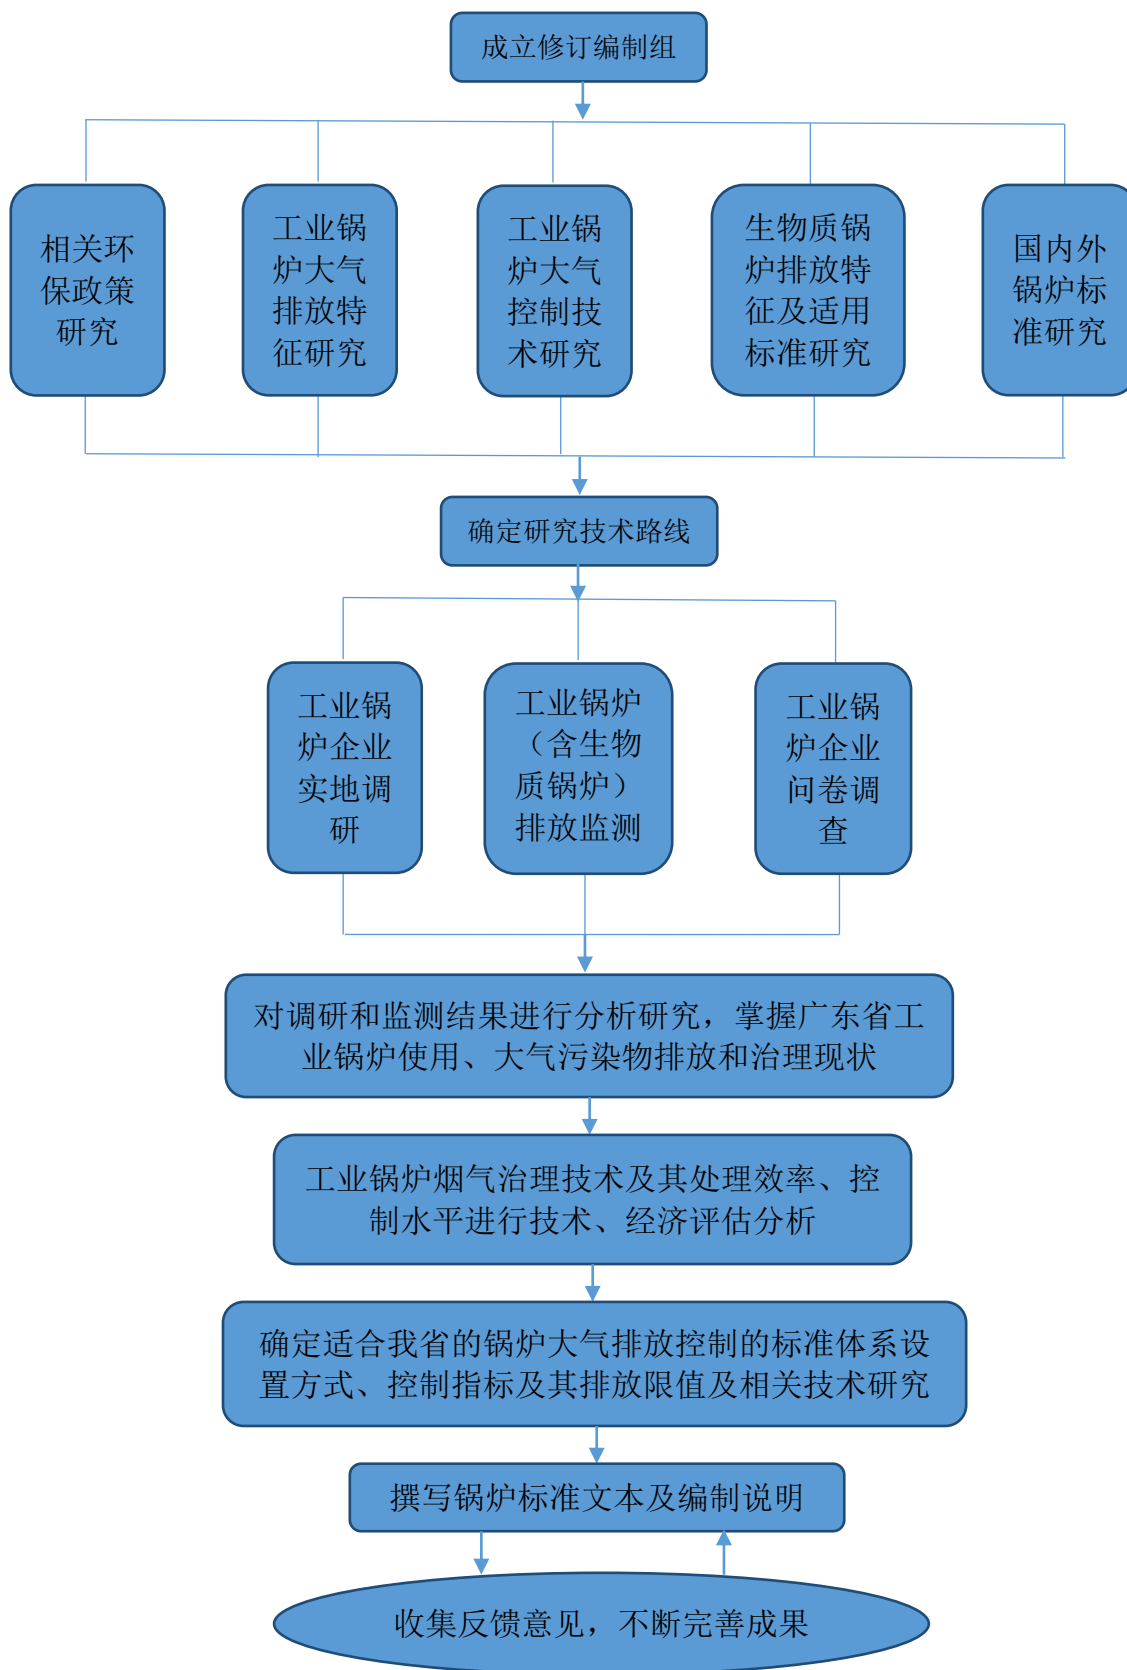 成立修订编制组
相关环
保政策
研究
工业锅
炉大气
排放特
征研究
工业锅
炉大气
控制技
术研究
生物质锅
炉排放特
征及适用
标准研究
国内外
锅炉标
准研究
确定研究技术路线
工业锅
炉企业
实地调
研
工业锅炉
（含生物
质锅炉）
排放监测
工业锅
炉企业
问卷调
查
对调研和监测结果进行分析研究，掌握广东省工
业锅炉使用、大气污染物排放和治理现状
工业锅炉烟气治理技术及其处理效率、控
制水平进行技术、经济评估分析
确定适合我省的锅炉大气排放控制的标准体系设
置方式、控制指标及其排放限值及相关技术研究
撰写锅炉标准文本及编制说明
收集反馈意见，不断完善成果